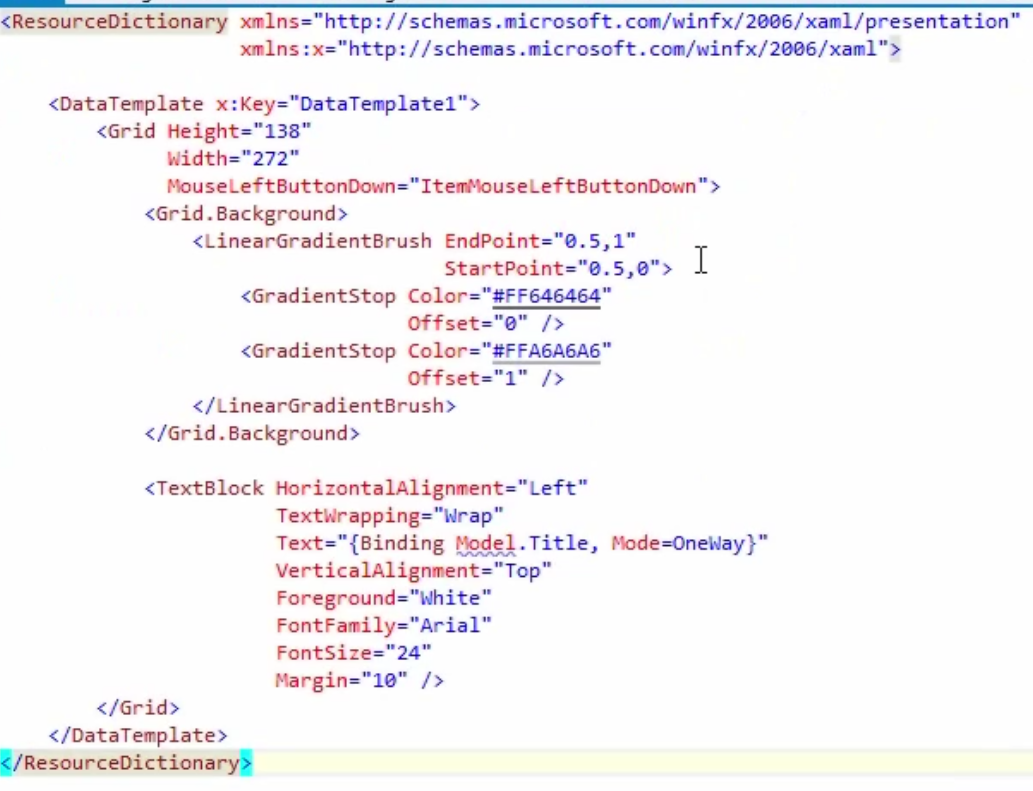 <ResourceDictionary xmlns="http://schemas.microsoft.com/winfx/2006/xaml/presentation"
xmlns:x="http://schemas.microsoft.com/winfx/2006/xaml">
<DataTemplate x:Key="DataTemplate1">
<Grid Height="138"
Width="272"
MouseLeftButtonDown="ItemMouseLeftButtonDown">
<Grid.Background>
<LinearGradientBrush EndPoint="0.5,1"
StartPoint="0.5,0">
<GradientStop Color="#FF646464"
Offset="0" />
<GradientStop Color="#FFA6A6A6"
Offset="1" />
</LinearGradientBrush>
</Grid.Background>
<TextBlock HorizontalAlignment="Left"
TextWrapping="Wrap"
Text="{Binding Model.Title, Mode=OneWay}"
VerticalAlignment="Top"
Foreground="White"
FontFamily="Arial"
FontSize="24"
Margin="10" />
</Grid>
</DataTemplate>
</ResourceDictionary>